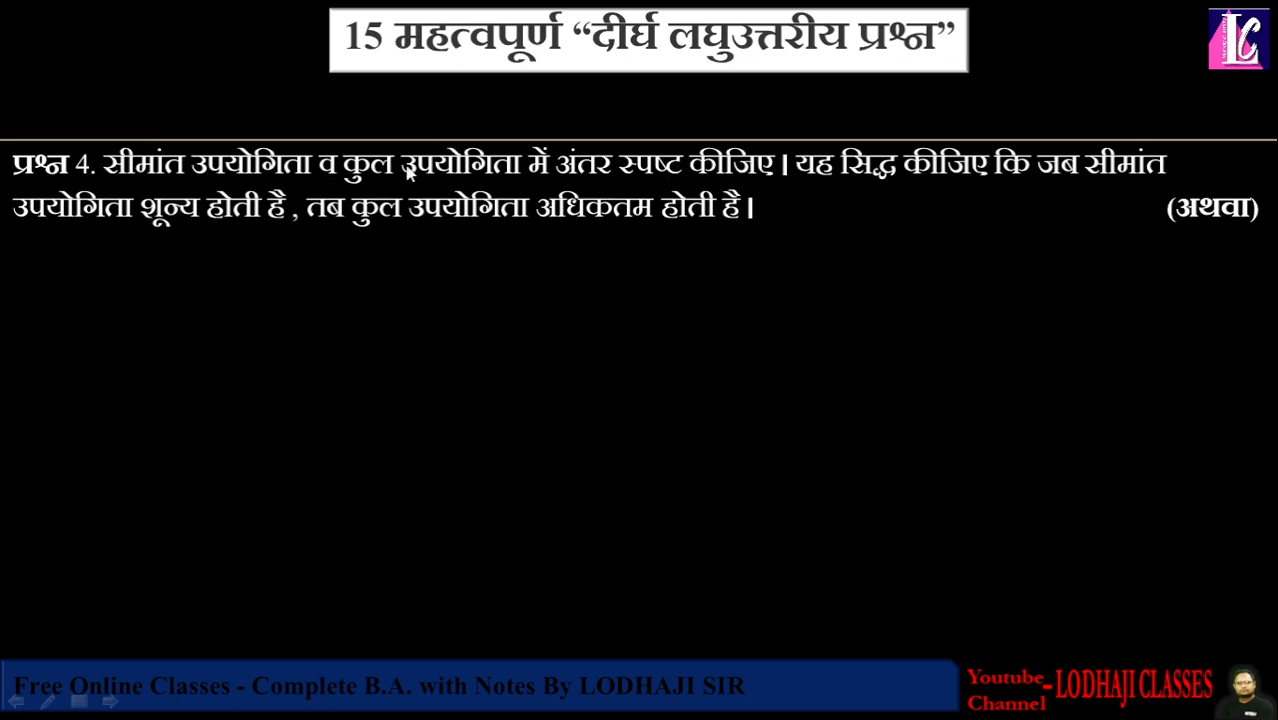 15 महत्वपूर्ण “दीर्घ लघुउत्तरीय प्रश्न”
LC
प्रश्न 4. सीमांत उपयोगिता व कुल उपयोगिता में अंतर स्पष्ट कीजिए | यह सिद्ध कीजिए कि जब सीमांत
उपयोगिता शून्य होती है , तब कुल उपयोगिता अधिकतम होती है | (अथवा)
Free Online Classes - Complete B.A. with Notes By LODHAJI SIR
Youtube Channel – LODHAJI CLASSES